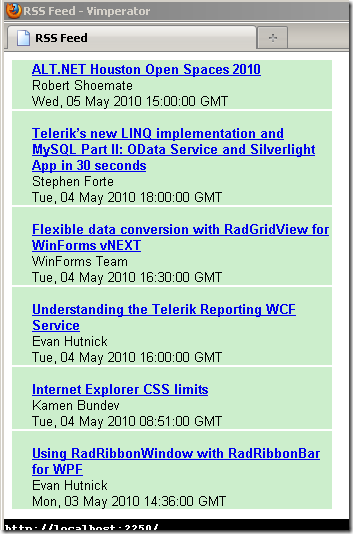 RSS Feed - Vimperator
RSS Feed
ALT.NET Houston Open Spaces 2010
Robert Shoemate
Wed, 05 May 2010 15:00:00 GMT
Telerik's new LINQ implementation and
MySQL Part II: OData Service and Silverlight
App in 30 seconds
Stephen Forte
Tue, 04 May 2010 18:00:00 GMT
Flexible data conversion with RadGridView for
WinForms vNEXT
WinForms Team
Tue, 04 May 2010 16:30:00 GMT
Understanding the Telerik Reporting WCF
Service
Evan Hutnick
Tue, 04 May 2010 16:00:00 GMT
Internet Explorer CSS limits
Kamen Bundev
Tue, 04 May 2010 08:51:00 GMT
Using RadRibbonWindow with RadRibbonBar
for WPF
Evan Hutnick
Mon, 03 May 2010 14:36:00 GMT
http://localhost:2250/